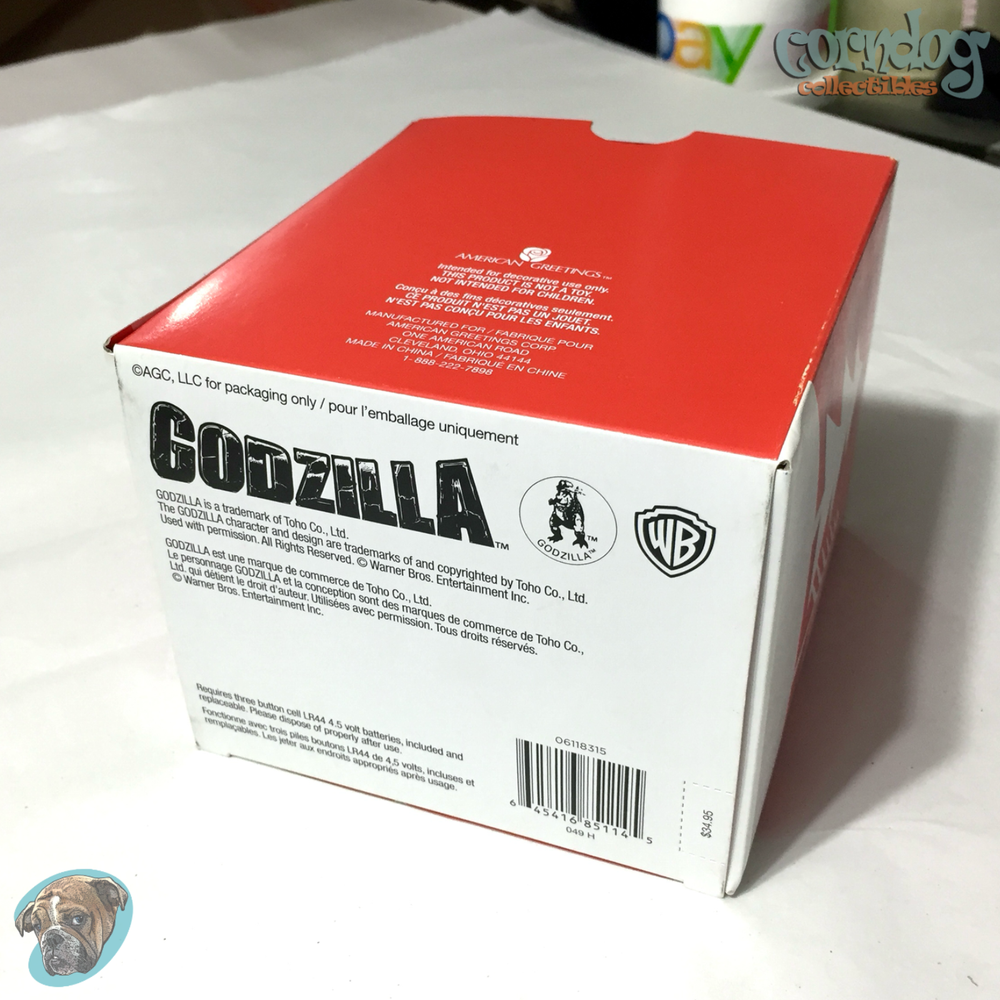 bay
corndog
collectibles
AMERICAN GREETINGS™
Intended for decorative use only.
THIS PRODUCT IS NOT A TOY.
NOT INTENDED FOR CHILDREN.
Conçu à des fins décoratives seulement.
CE PRODUIT N'EST PAS UN JOUET.
N'EST PAS CONÇU POUR LES ENFANTS.
MANUFACTURED FOR / FABRIQUE POUR
AMERICAN GREETINGS CORP
ONE AMERICAN ROAD
CLEVELAND, OHIO 44144
MADE IN CHINA / FABRIQUE EN CHINE
1-888-222-7898
©AGC, LLC for packaging only / pour l'emballage uniquement
GODZILLA™
GODZILLA is a trademark of Toho Co., Ltd.
The GODZILLA character and design are trademarks of and copyrighted by Toho Co., Ltd.
Used with permission. All Rights Reserved. © Warner Bros. Entertainment Inc.
GODZILLA est une marque de commerce de Toho Co., Ltd.
Le personnage GODZILLA et la conception sont des marques de commerce de Toho Co.,
Ltd. qui détient le droit d'auteur. Utilisées avec permission. Tous droits réservés.
© Warner Bros. Entertainment Inc.
TM
GODZILLA™
WB
Requires three button cell LR44 4.5 volt batteries, included and
replaceable. Please dispose of properly after use.
Fonctionne avec trois piles boutons LR44 de 4,5 volts, incluses et
remplaçables. Les jeter aux endroits appropriés après usage.
06118315
6 45416 85114 5
049 H
$34.95